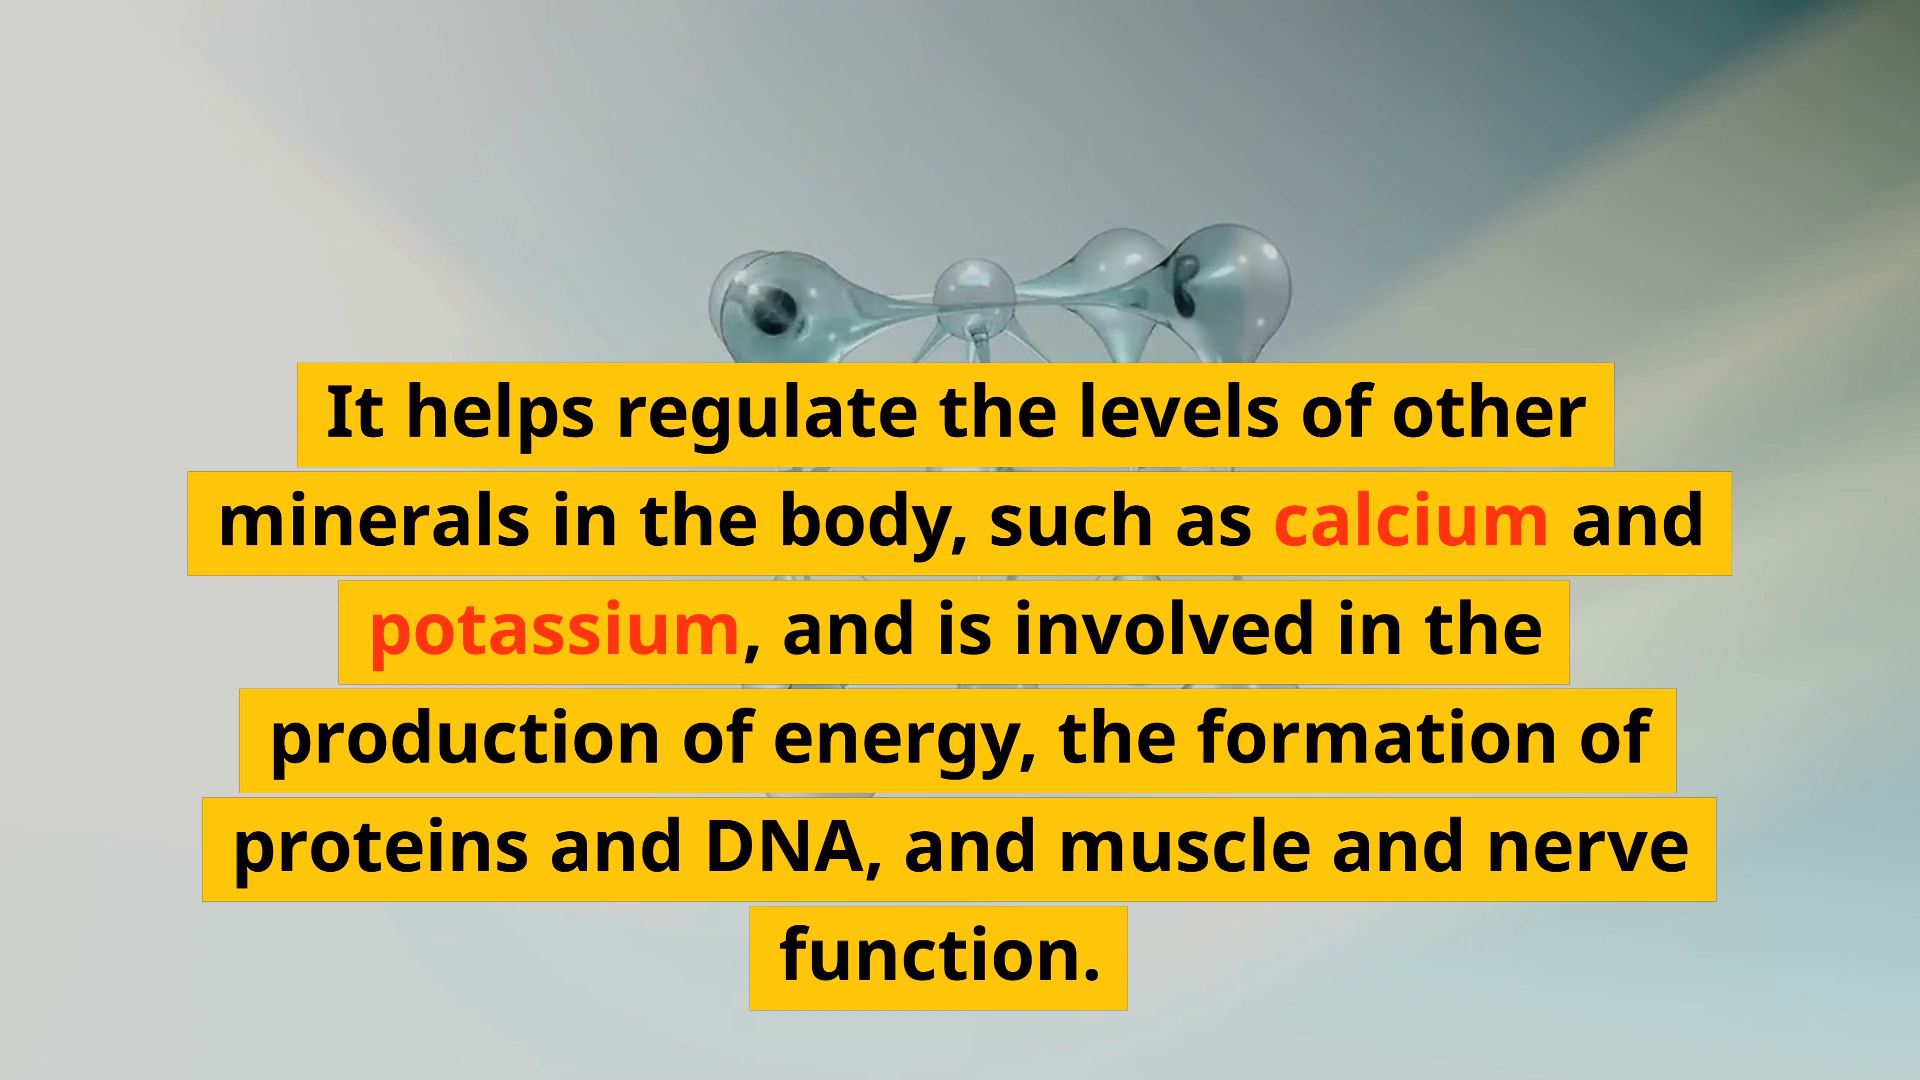 It helps regulate the levels of other
minerals in the body, such as calcium and
potassium, and is involved in the
production of energy, the formation of
proteins and DNA, and muscle and nerve
function.